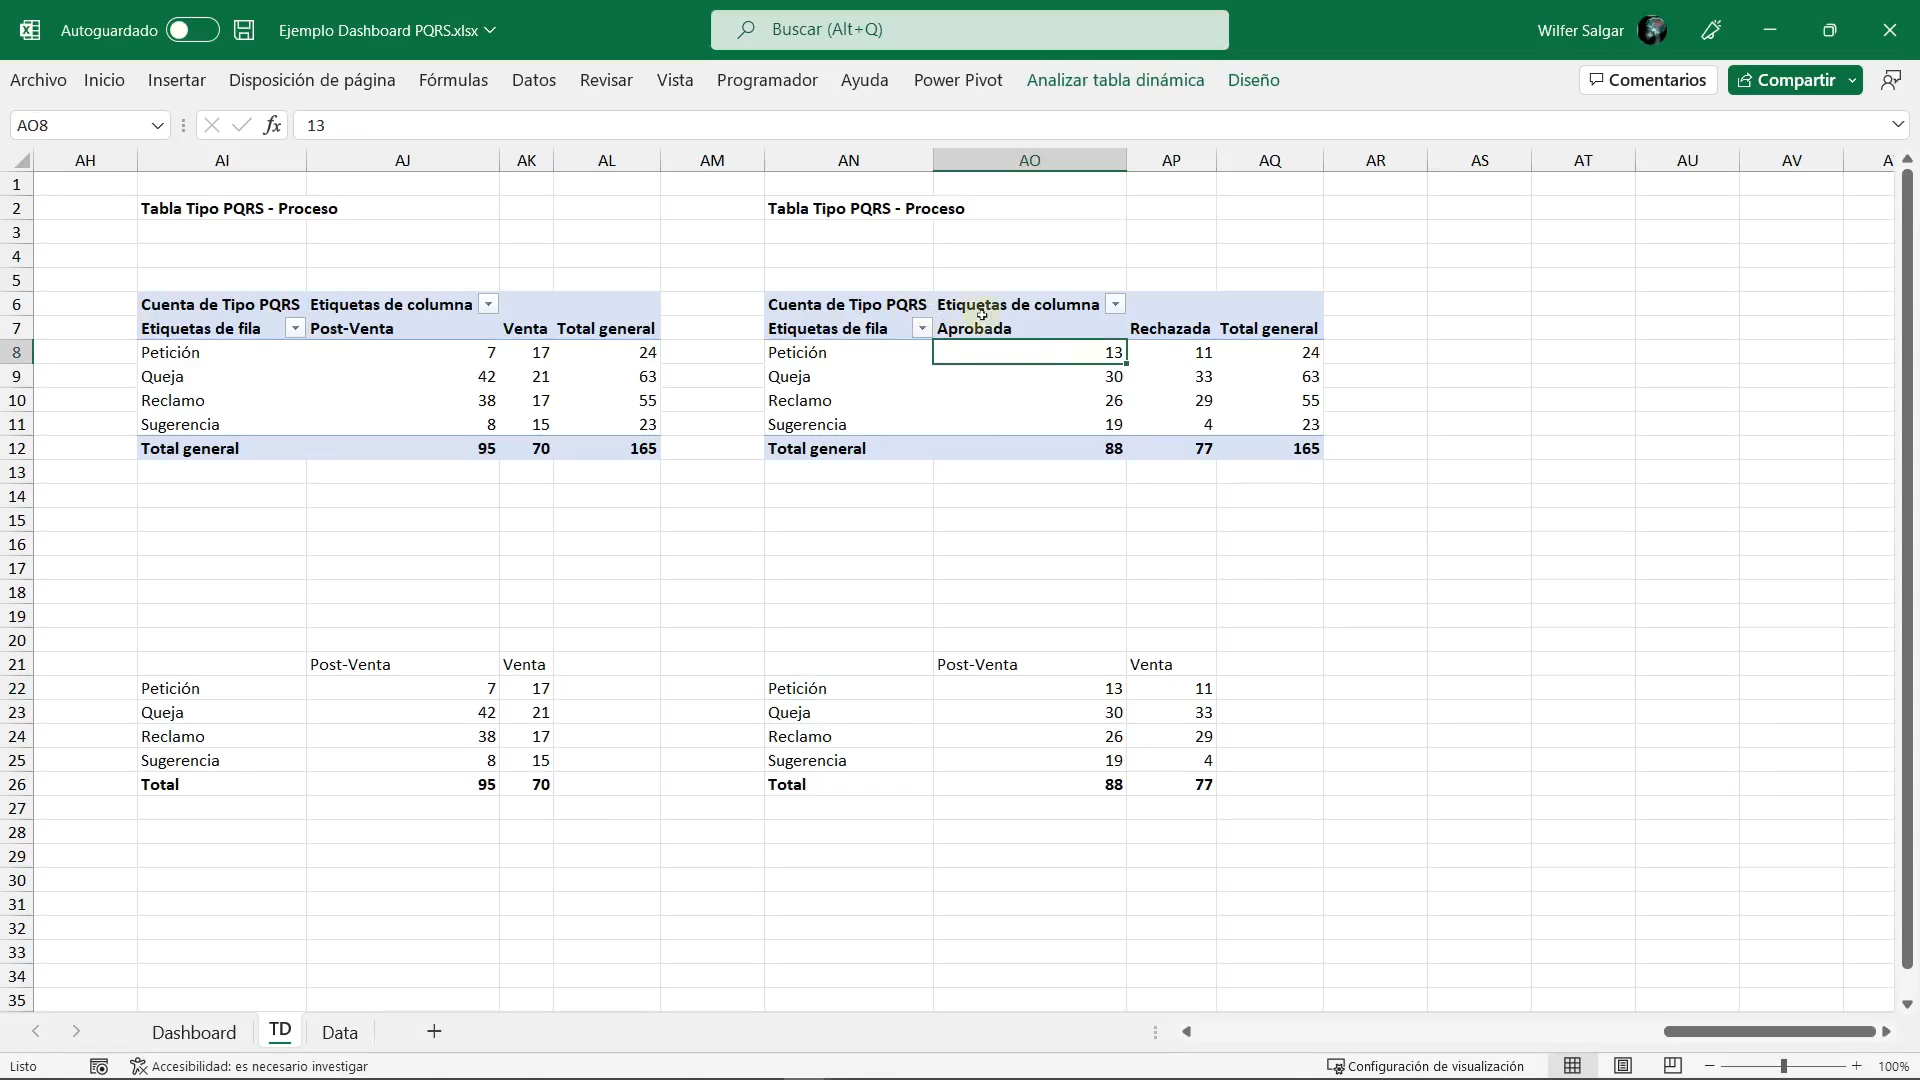 Autoguardado Ejemplo Dashboard PQRS.xlsx Buscar (Alt+Q) Wilfer Salgar
Archivo Inicio Insertar Disposición de página Fórmulas Datos Revisar Vista Programador Ayuda Power Pivot Analizar tabla dinámica Diseño Comentarios Compartir
AO8 fx 13
AH AI AJ AK AL AM AN AO AP AQ AR AS AT AU AV
1
2 Tabla Tipo PQRS - Proceso Tabla Tipo PQRS - Proceso
3
4
5
6 Cuenta de Tipo PQRS Etiquetas de columna Cuenta de Tipo PQRS Etiquetas de columna
7 Etiquetas de fila Post-Venta Venta Total general Etiquetas de fila Aprobada Rechazada Total general
8 Petición 7 17 24 Petición 13 11 24
9 Queja 42 21 63 Queja 30 33 63
10 Reclamo 38 17 55 Reclamo 26 29 55
11 Sugerencia 8 15 23 Sugerencia 19 4 23
12 Total general 95 70 165 Total general 88 77 165
13
14
15
16
17
18
19
20
21 Post-Venta Venta Post-Venta Venta
22 Petición 7 17 Petición 13 11
23 Queja 42 21 Queja 30 33
24 Reclamo 38 17 Reclamo 26 29
25 Sugerencia 8 15 Sugerencia 19 4
26 Total 95 70 Total 88 77
27
28
29
30
31
32
33
34
35
Dashboard TD Data
Listo Accesibilidad: es necesario investigar Configuración de visualización 100%